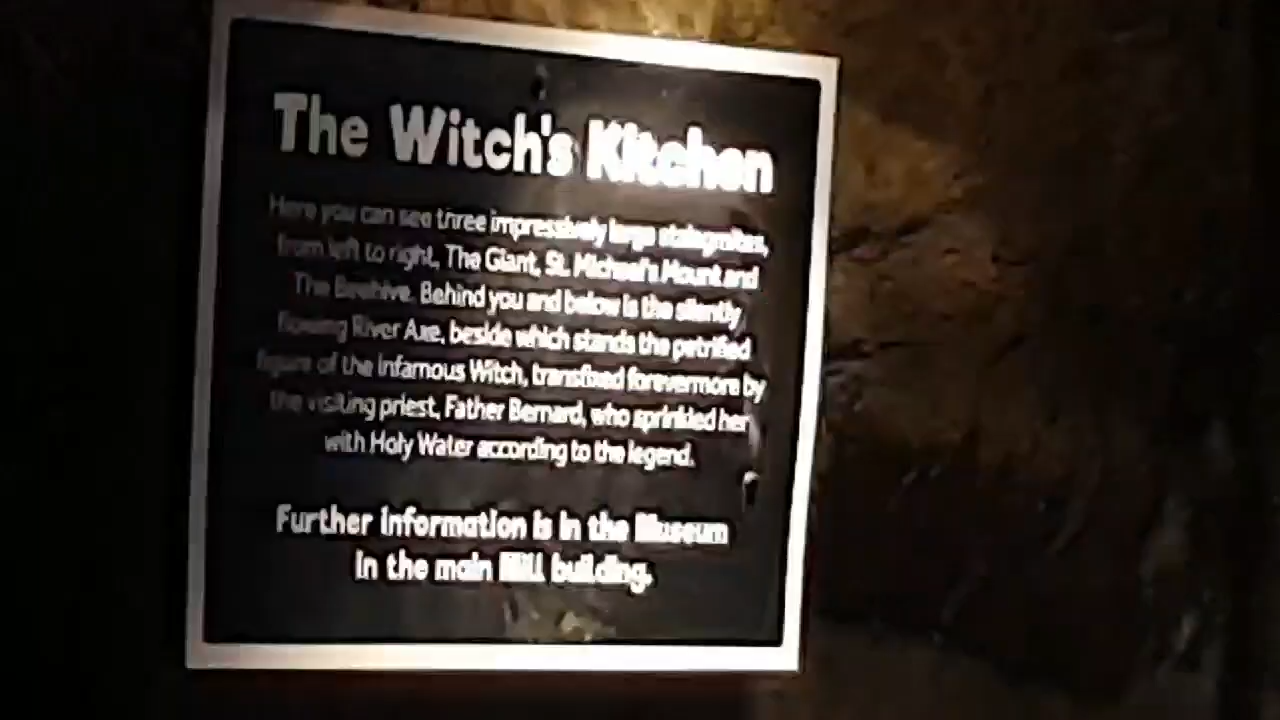 The Witch's Kitchen
Here you can see three impressively large stalagmites,
from left to right, The Giant, St. Michael's Mount and
The Beehive. Behind you and below is the silently
flowing River Axe, beside which stands the petrified
figure of the infamous Witch, transfixed forevermore by
the visiting priest, Father Bernard, who sprinkled her
with Holy Water according to the legend.
Further information is in the Museum
in the main Mill building.